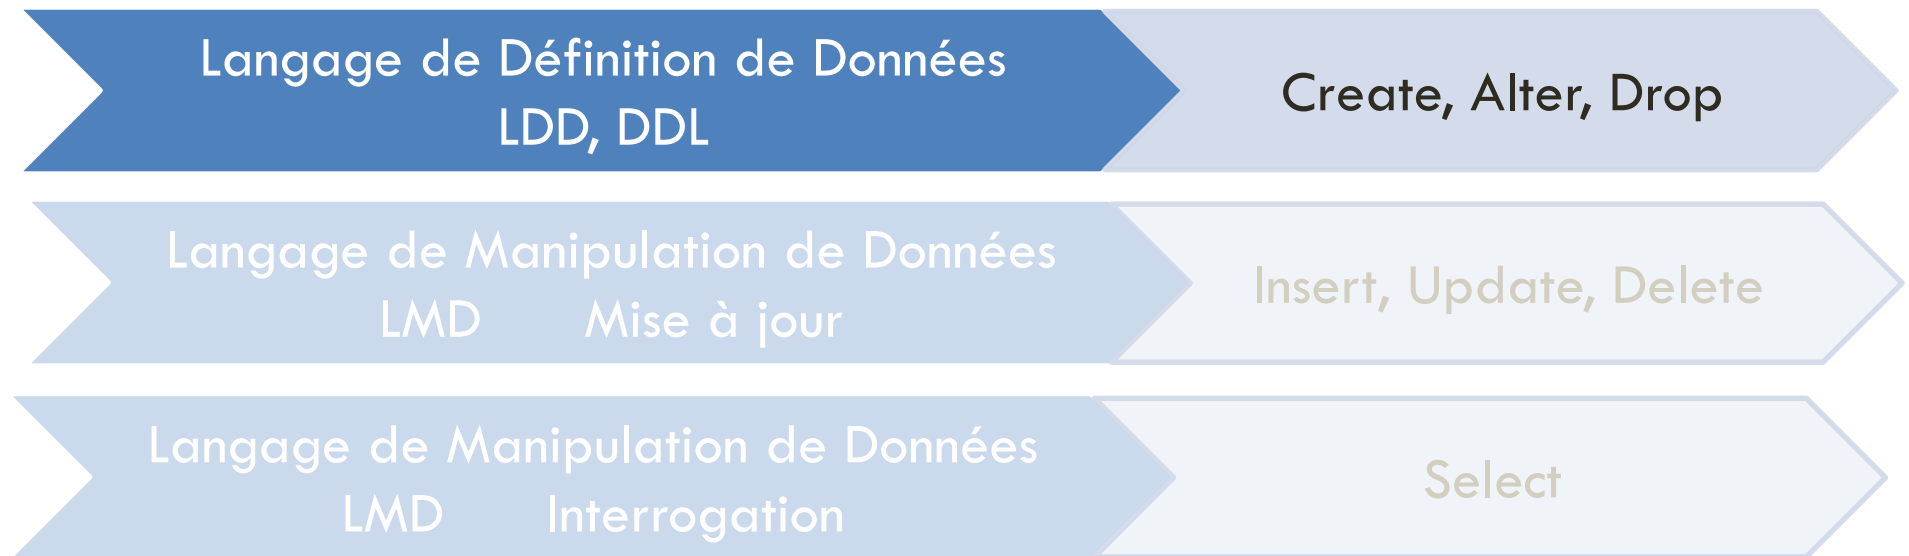 Langage de Définition de Données
LDD, DDL
Create, Alter, Drop
Langage de Manipulation de Données
LMD Mise à jour
Insert, Update, Delete
Langage de Manipulation de Données
LMD Interrogation
Select